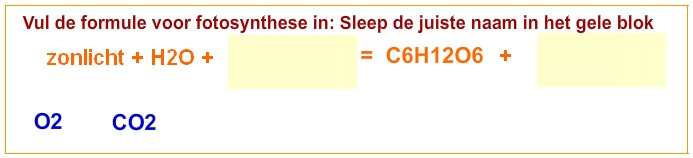 Vul de formule voor fotosynthese in: Sleep de juiste naam in het gele blok
zonlicht + H2O + = C6H12O6 +
O2 CO2